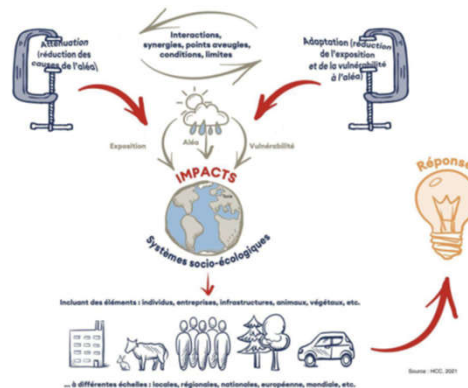 Interactions,
synergies, points aveugles,
conditions, limites
Atténuation
(réduction des
causes de l'aléa)
Adaptation (réduction
de l'exposition
et de la vulnérabilité
à l'aléa)
Exposition
Aléa
Vulnérabilité
IMPACTS
Systèmes socio-écologiques
Réponse
Incluant des éléments : individus, entreprises, infrastructures, animaux, végétaux, etc.
... à différentes échelles : locales, régionales, nationales, européenne, mondiale, etc.
Source : HCC, 2021